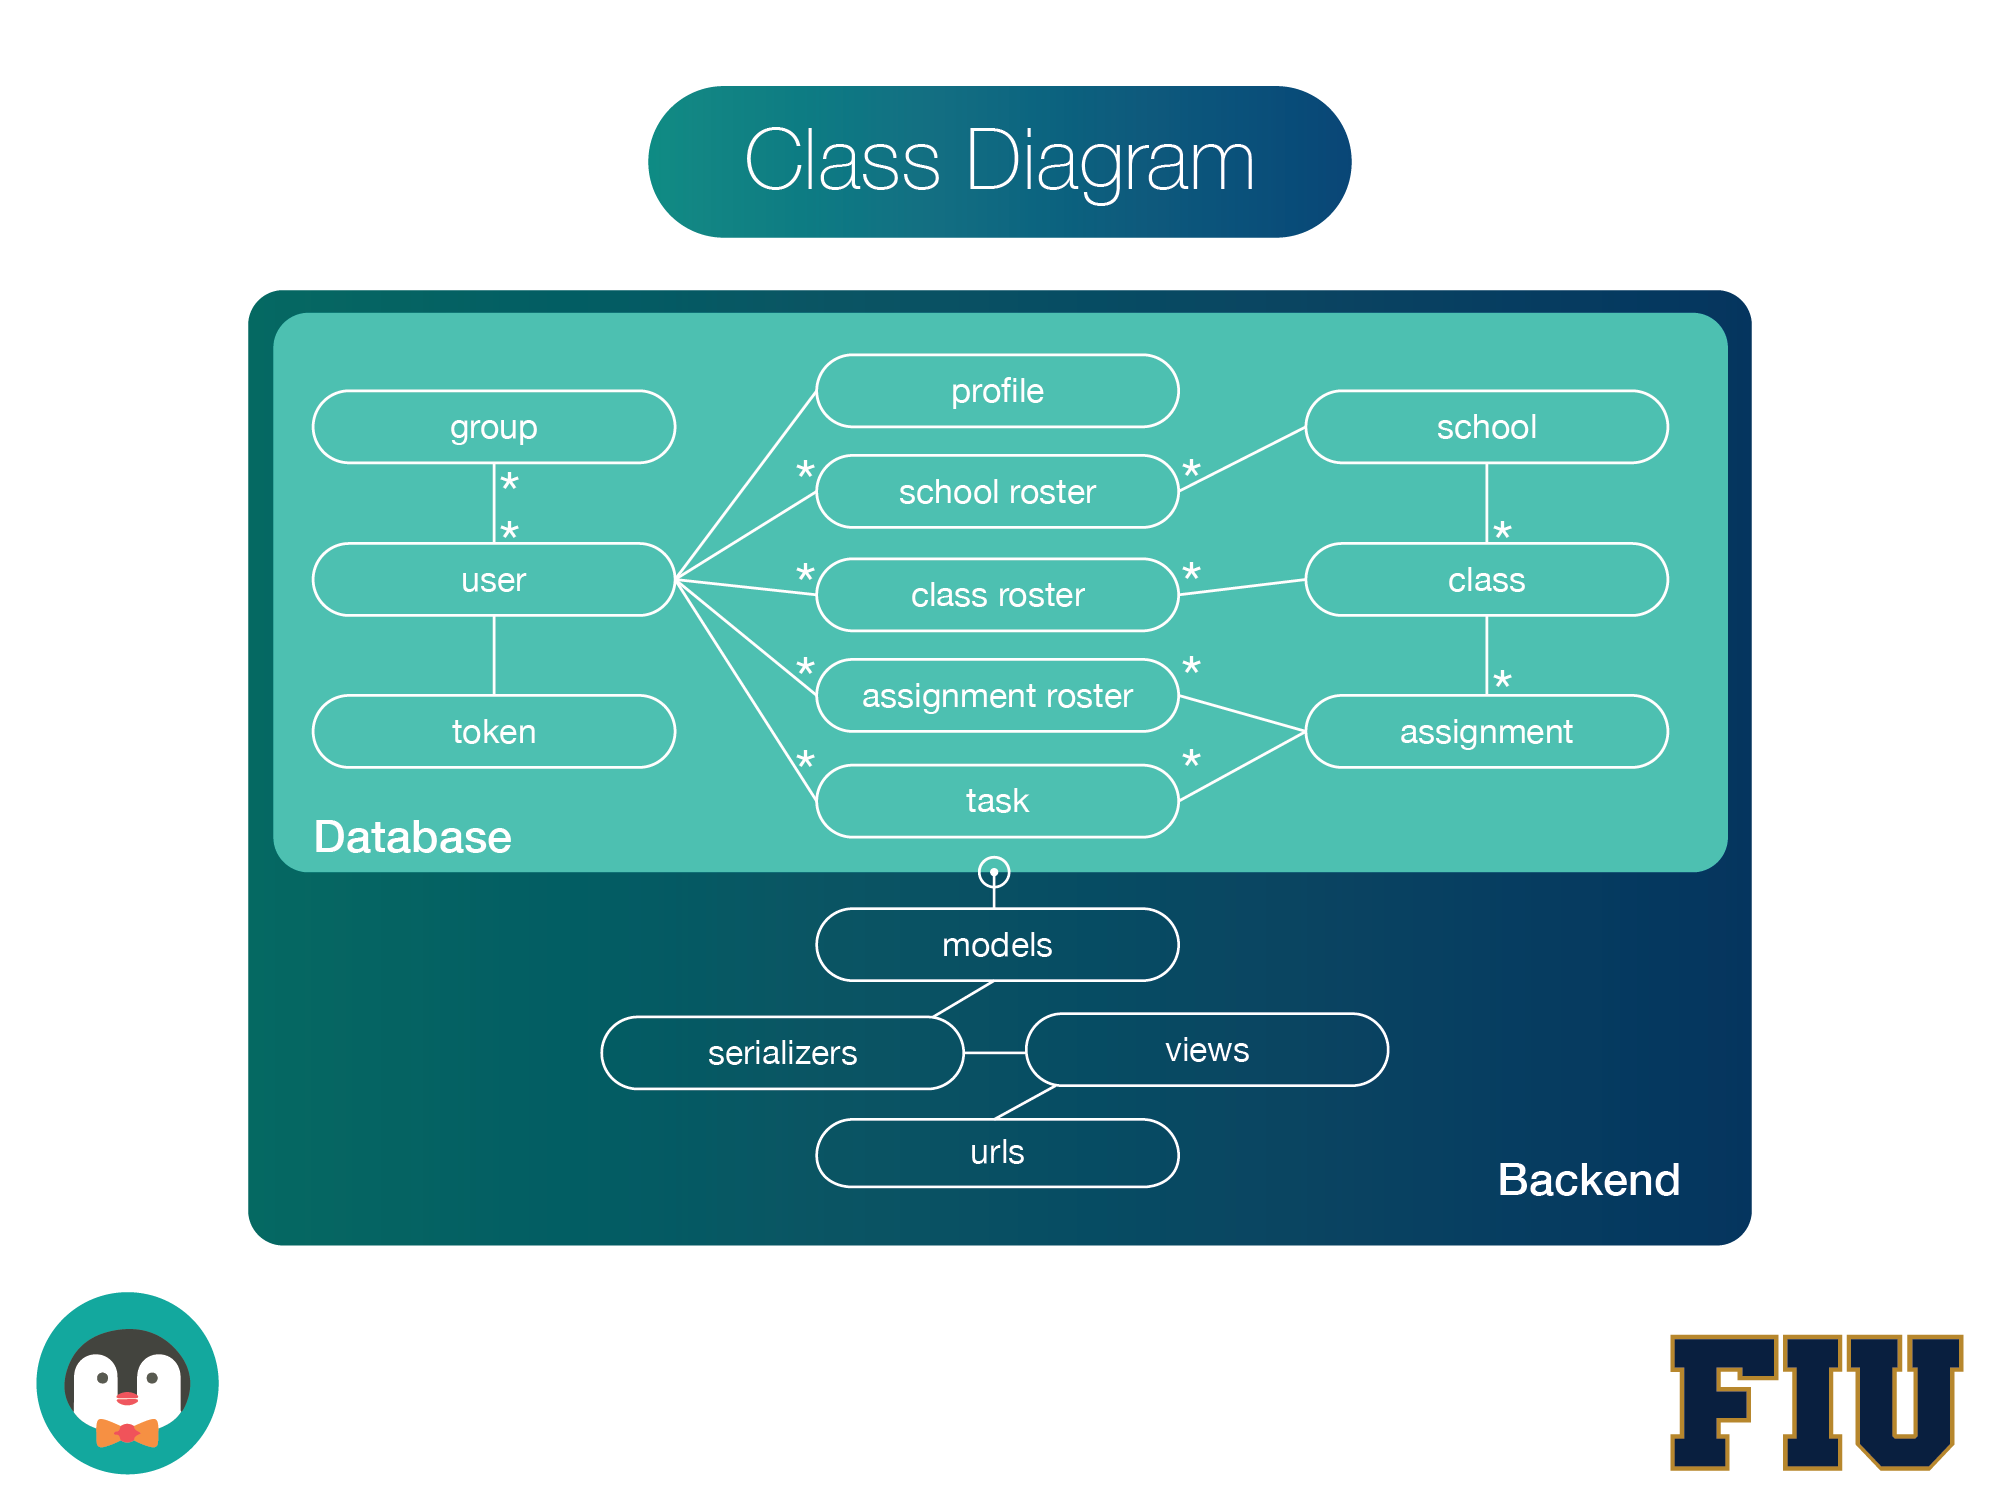 Class Diagram
group
*
*
user
token
profile
* school roster *
* class roster *
* assignment roster *
* task *
school
*
class
*
assignment
Database
models
serializers
views
urls
Backend
FIU